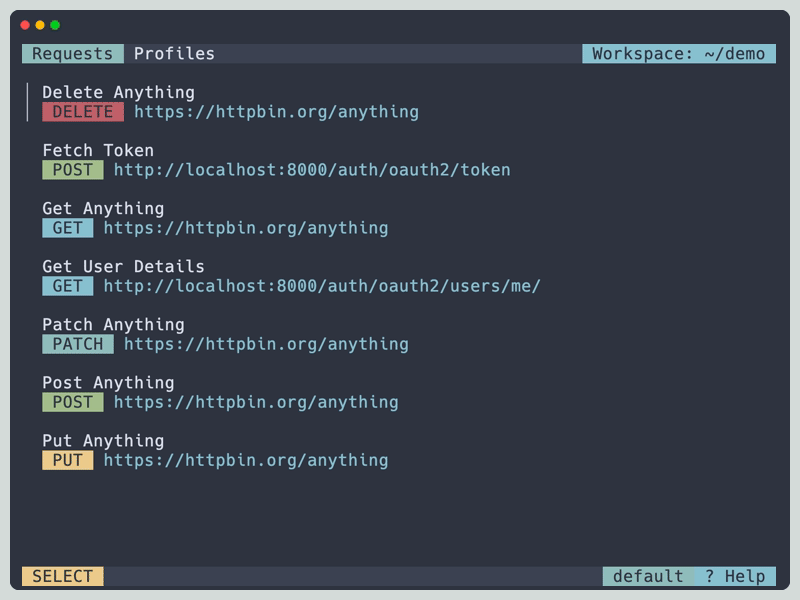 Requests Profiles Workspace: ~/demo
Delete Anything
DELETE https://httpbin.org/anything
Fetch Token
POST http://localhost:8000/auth/oauth2/token
Get Anything
GET https://httpbin.org/anything
Get User Details
GET http://localhost:8000/auth/oauth2/users/me/
Patch Anything
PATCH https://httpbin.org/anything
Post Anything
POST https://httpbin.org/anything
Put Anything
PUT https://httpbin.org/anything
SELECT default ? Help